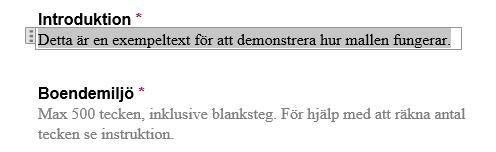 Introduktion *
Detta är en exempeltext för att demonstrera hur mallen fungerar.
Boendemiljö *
Max 500 tecken, inklusive blanksteg. För hjälp med att räkna antal
tecken se instruktion.